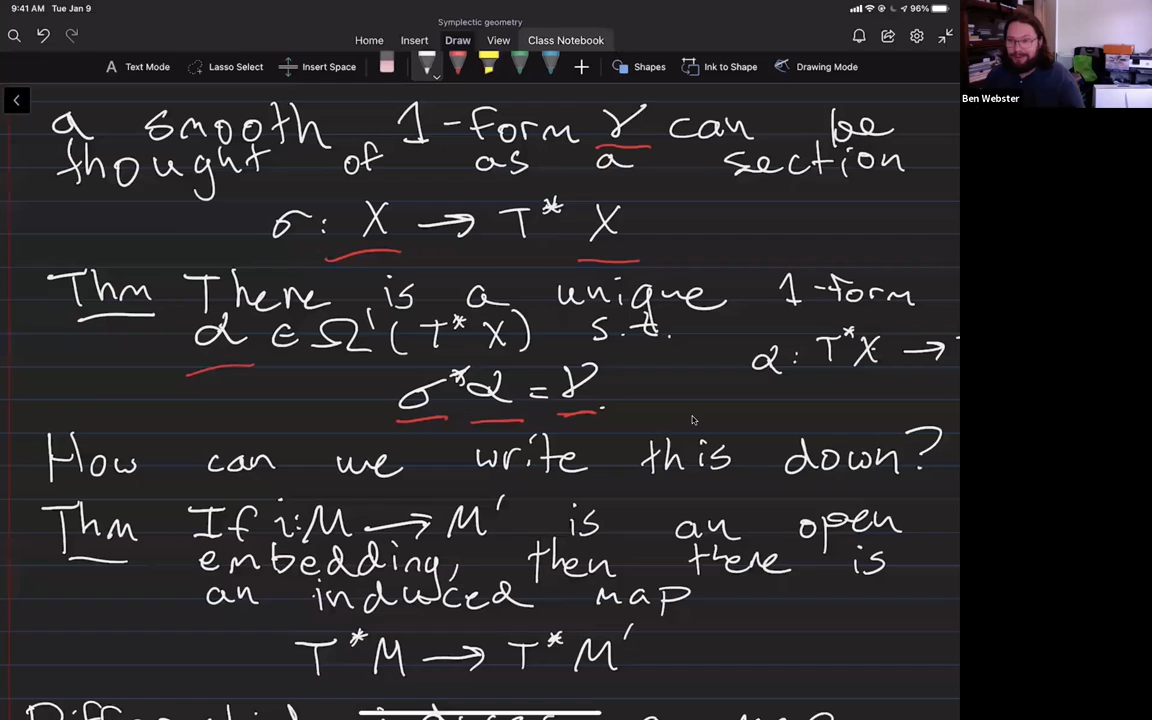 9:41 AM Tue Jan 9
96%
Symplectic geometry
Home Insert Draw View Class Notebook
Text Mode Lasso Select Insert Space Shapes Ink to Shape Drawing Mode
Ben Webster
a smooth 1-form γ can be
thought of as a section
σ: X → T* X
Thm There is a unique 1-form
α ∈ Ω¹(T*X) s.t.
α: T*X →
σ*α = γ.
How can we write this down?
Thm If i: M → M' is an open
embedding, then there is
an induced map
T*M → T*M'